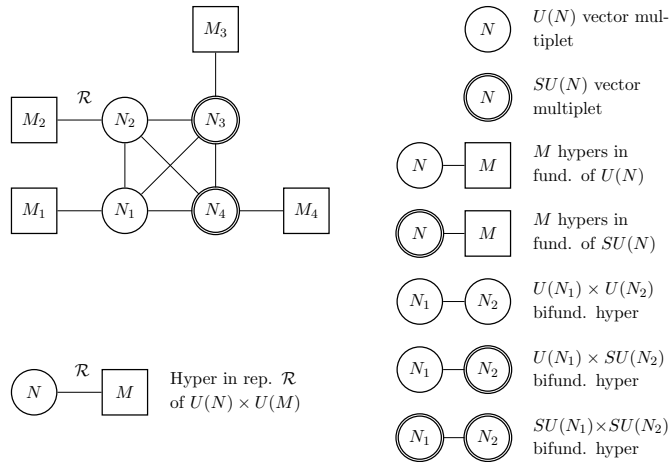 M₃
M₂
ℛ
N₂
N₃
M₁
N₁
N₄
M₄
N
ℛ
M
Hyper in rep. ℛ
of U(N) × U(M)
N
U(N) vector mul-
tiplet
N
SU(N) vector
multiplet
N
M
M hypers in
fund. of U(N)
N
M
M hypers in
fund. of SU(N)
N₁
N₂
U(N₁) × U(N₂)
bifund. hyper
N₁
N₂
U(N₁) × SU(N₂)
bifund. hyper
N₁
N₂
SU(N₁)×SU(N₂)
bifund. hyper